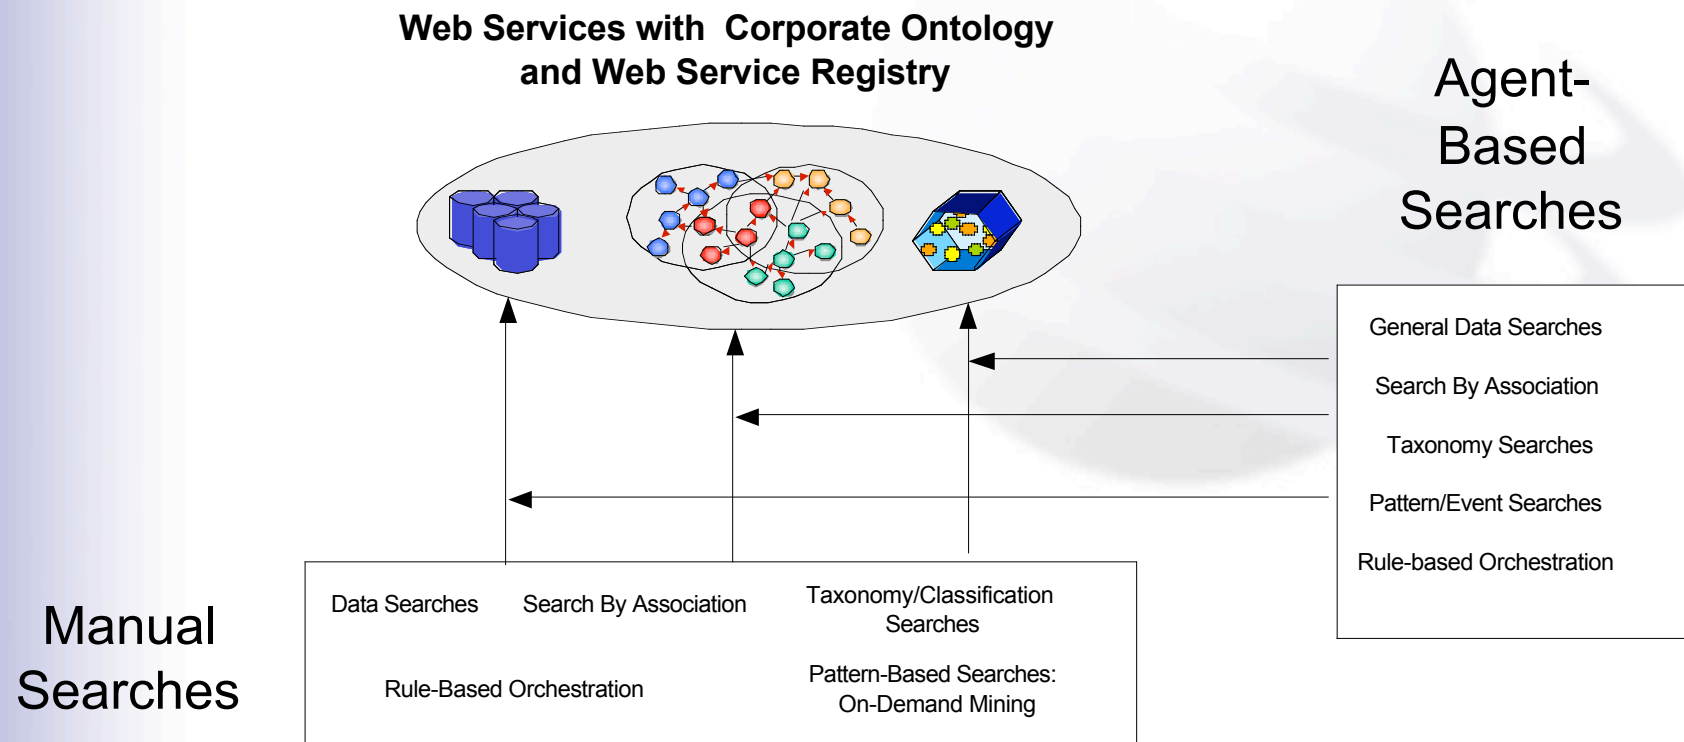 Web Services with Corporate Ontology
and Web Service Registry
Agent-
Based
Searches
General Data Searches
Search By Association
Taxonomy Searches
Pattern/Event Searches
Rule-based Orchestration
Manual
Searches
Data Searches
Search By Association
Taxonomy/Classification
Searches
Rule-Based Orchestration
Pattern-Based Searches:
On-Demand Mining